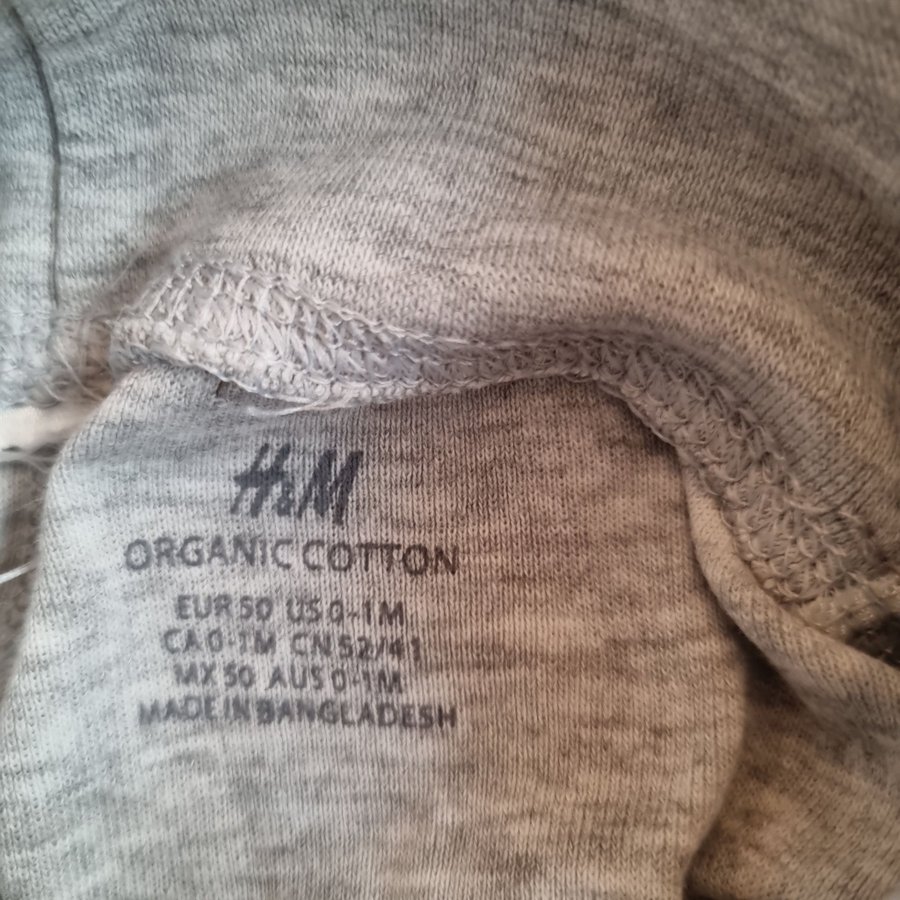 H&M
ORGANIC COTTON
EUR 50 US 0-1M
CA 0-1M CN 52/41
MX 50 AUS 0-1M
MADE IN BANGLADESH